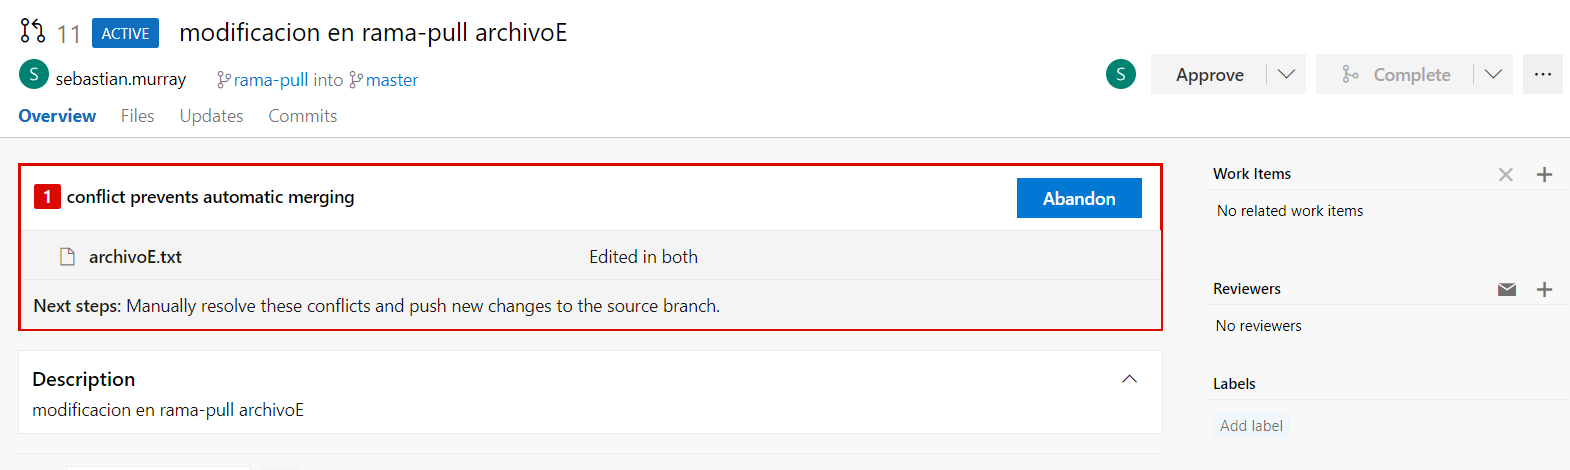 11 ACTIVE modificacion en rama-pull archivoE
S sebastian.murray rama-pull into master
S Approve Complete ...
Overview Files Updates Commits
1 conflict prevents automatic merging Abandon
archivoE.txt Edited in both
Next steps: Manually resolve these conflicts and push new changes to the source branch.
Description
modificacion en rama-pull archivoE
Work Items
No related work items
Reviewers
No reviewers
Labels
Add label